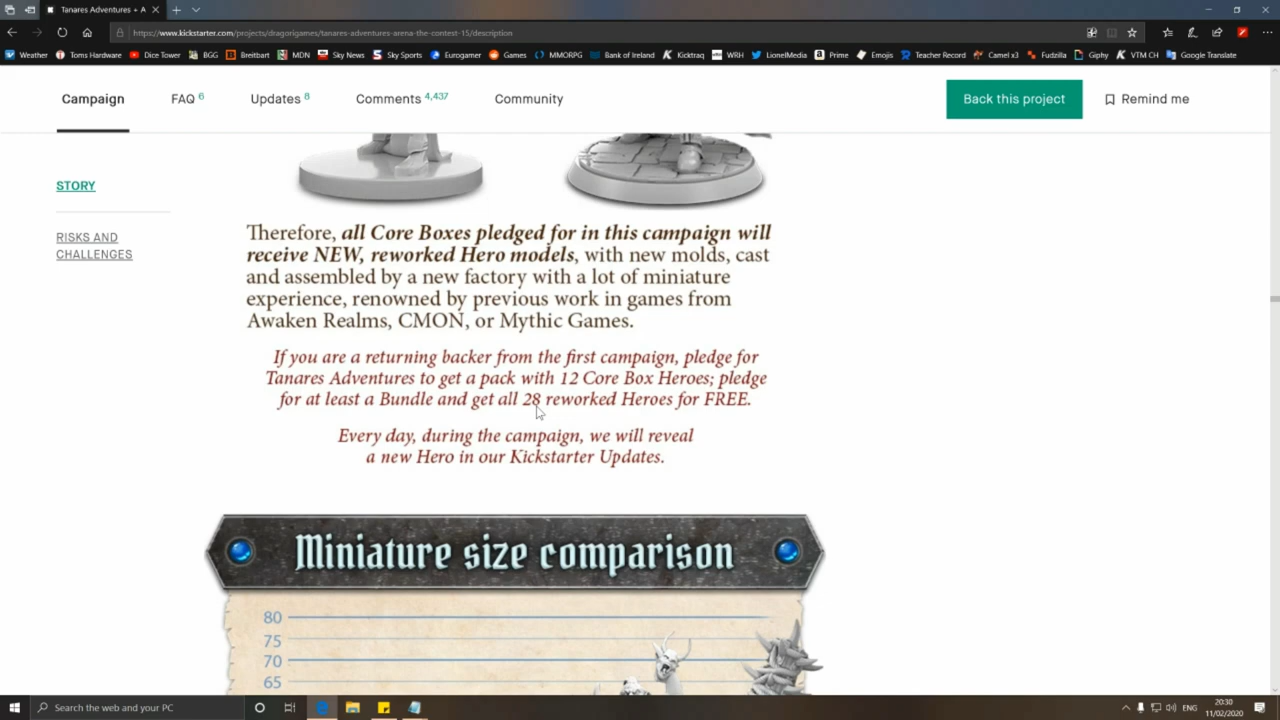 Tanares Adventures + A
https://www.kickstarter.com/projects/dragorigames/tanares-adventures-arena-the-contest-15/description
Weather Toms Hardware Dice Tower BGG Breitbart MDN Sky News Sky Sports Eurogamer Games MMORPG Bank of Ireland Kicktraq WRH LionelMedia Prime Emojis Teacher Record Camel x3 Fudzilla Giphy VTM CH Google Translate
Campaign FAQ 6 Updates 8 Comments 4,437 Community Back this project Remind me
STORY
RISKS AND
CHALLENGES
Therefore, all Core Boxes pledged for in this campaign will
receive NEW, reworked Hero models, with new molds, cast
and assembled by a new factory with a lot of miniature
experience, renowned by previous work in games from
Awaken Realms, CMON, or Mythic Games.
If you are a returning backer from the first campaign, pledge for
Tanares Adventures to get a pack with 12 Core Box Heroes; pledge
for at least a Bundle and get all 28 reworked Heroes for FREE.
Every day, during the campaign, we will reveal
a new Hero in our Kickstarter Updates.
Miniature size comparison
80
75
70
65
Search the web and your PC
ENG
20:30
11/02/2020